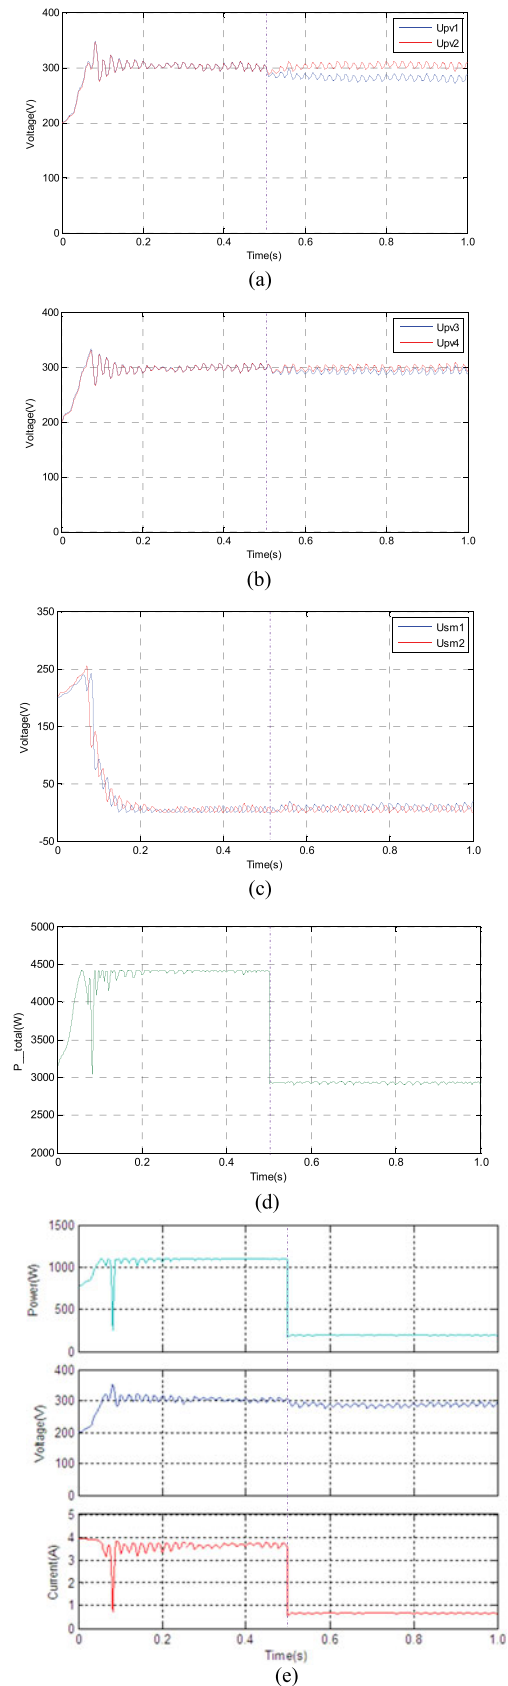 400
300
200
100
0
Voltage(V)
Upv1
Upv2
0 0.2 0.4 0.6 0.8 1.0
Time(s)
(a)
400
300
200
100
0
Voltage(V)
Upv3
Upv4
0 0.2 0.4 0.6 0.8 1.0
Time(s)
(b)
350
250
150
50
-50
Voltage(V)
Usm1
Usm2
0 0.2 0.4 0.6 0.8 1.0
Time(s)
(c)
5000
4500
4000
3500
3000
2500
2000
P__total(W)
0 0.2 0.4 0.6 0.8 1.0
Time(s)
(d)
1500
1000
500
0
Power(W)
400
300
200
100
0
Voltage(V)
5
4
3
2
1
0
Current(A)
0 0.2 0.4 0.6 0.8 1.0
Time(s)
(e)